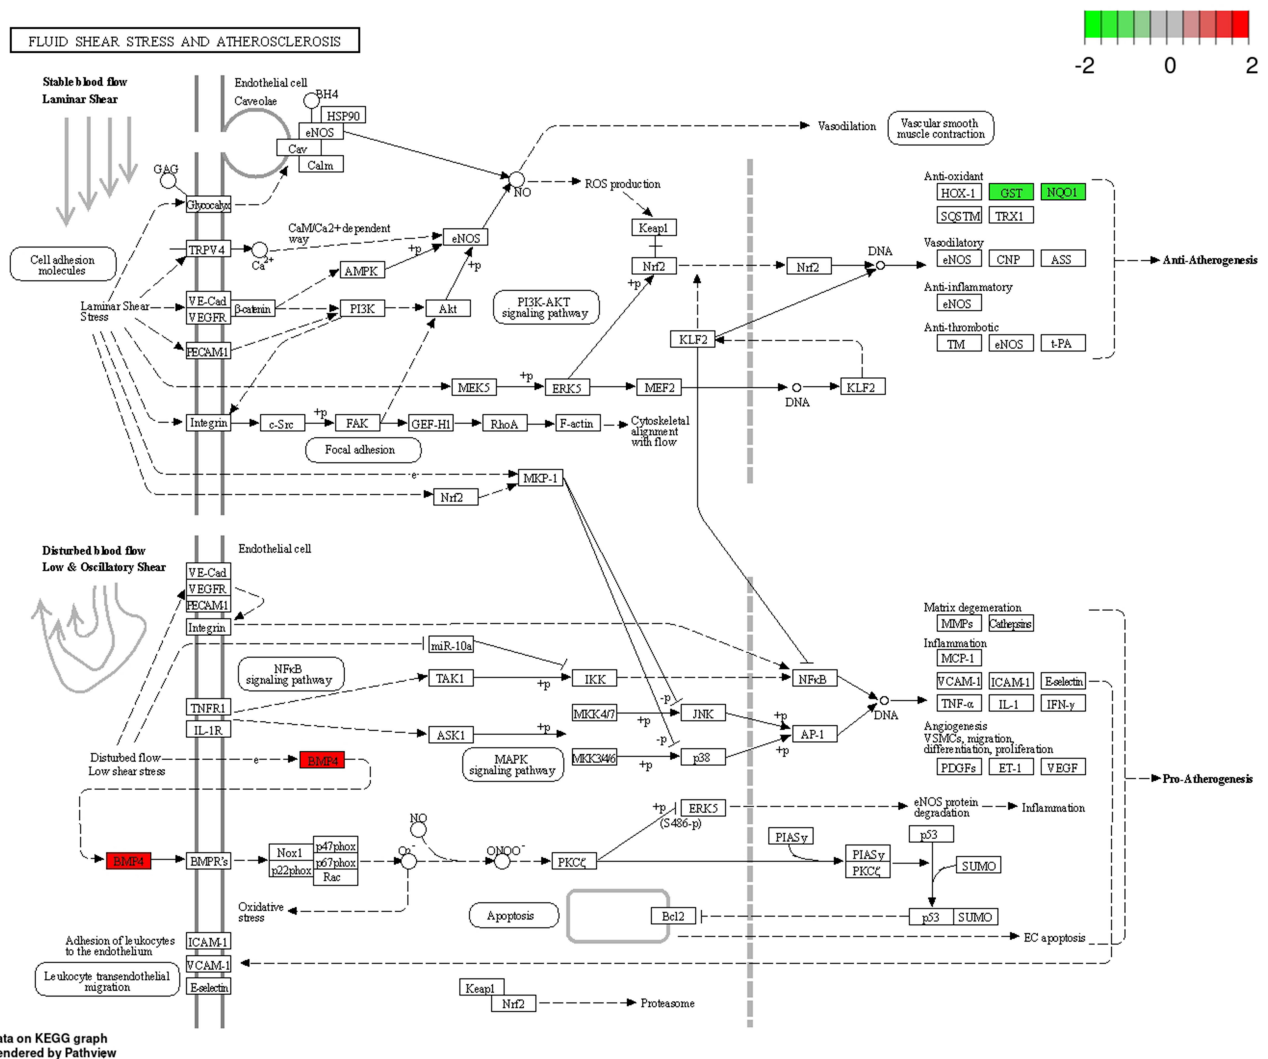 FLUID SHEAR STRESS AND ATHEROSCLEROSIS
-2 0 2
Stable blood flow
Laminar Shear
Endothelial cell
Caveolae
BH4
HSP90
eNOS
Cav
Calm
Vasodilation
Vascular smooth
muscle contraction
GAG
Glycocalyx
NO
ROS production
Anti-oxidant
HOX-1
GST
NQO1
SQSTM
TRX1
Keap1
CaM/Ca2+ dependent
way
eNOS
TRPV4
Ca2+
+p
Cell adhesion
molecules
AMPK
+p
Nrf2
+p
Nrf2
DNA
Vasodilatory
eNOS
CNP
ASS
Anti-Atherogenesis
Laminar Shear
Stress
VE-Cad
VEGFR
β-catenin
PI3K
Akt
PI3K-AKT
signaling pathway
Anti-inflammatory
eNOS
Anti-thrombotic
TM
eNOS
t-PA
PECAM-1
KLF2
MEK5
+p
ERK5
MEF2
DNA
KLF2
Integrin
c-Src
+p
FAK
GEF-H1
RhoA
F-actin
Cytoskeletal
alignment
with flow
Focal adhesion
e
MKP-1
Nrf2
Disturbed blood flow
Low & Oscillatory Shear
Endothelial cell
VE-Cad
VEGFR
PECAM-1
Integrin
miR-10a
Matrix degeneration
MMPs
Cathepsins
Inflammation
MCP-1
VCAM-1
ICAM-1
E-selectin
TNF-α
IL-1
IFN-γ
NFκB
signaling pathway
TAK1
+p
IKK
NFκB
DNA
TNFR1
IL-1R
ASK1
+p
MKK4/7
+p
-p
JNK
+p
AP-1
MAPK
signaling pathway
MKK3/4/6
+p
-p
p38
+p
Angiogenesis
VSMCs, migration,
differentiation, proliferation
PDGFs
ET-1
VEGF
Pro-Atherogenesis
Disturbed flow
Low shear stress
e
BMP4
+p
(S486-p)
ERK5
eNOS protein
degradation
Inflammation
BMP4
BMPR's
Nox1
p22phox
p47phox
p67phox
Rac
O2-
NO
ONOO-
PKCζ
PIASy
PIASy
PKCζ
p53
SUMO
Oxidative
stress
Apoptosis
Bcl2
p53
SUMO
EC apoptosis
Adhesion of leukocytes
to the endothelium
ICAM-1
VCAM-1
E-selectin
Leukocyte transendothelial
migration
Keap1
Nrf2
Proteasome
ata on KEGG graph
endered by Pathview